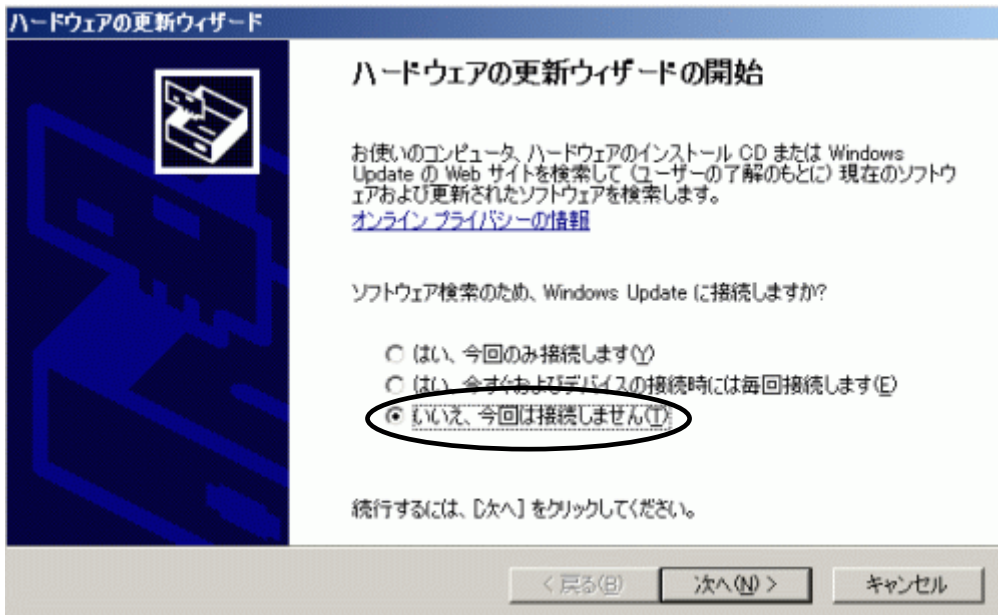 ハードウェアの更新ウィザード
ハードウェアの更新ウィザードの開始
お使いのコンピュータ、ハードウェアのインストール CD または Windows
Update の Web サイトを検索して (ユーザーの了解のもとに) 現在のソフトウ
ェアおよび更新されたソフトウェアを検索します。
オンライン プライバシーの情報
ソフトウェア検索のため、Windows Update に接続しますか?
はい、今回のみ接続します(Y)
はい、今すぐおよびデバイスの接続時には毎回接続します(E)
いいえ、今回は接続しません(T)
続行するには、[次へ] をクリックしてください。
< 戻る(B)
次へ(N) >
キャンセル